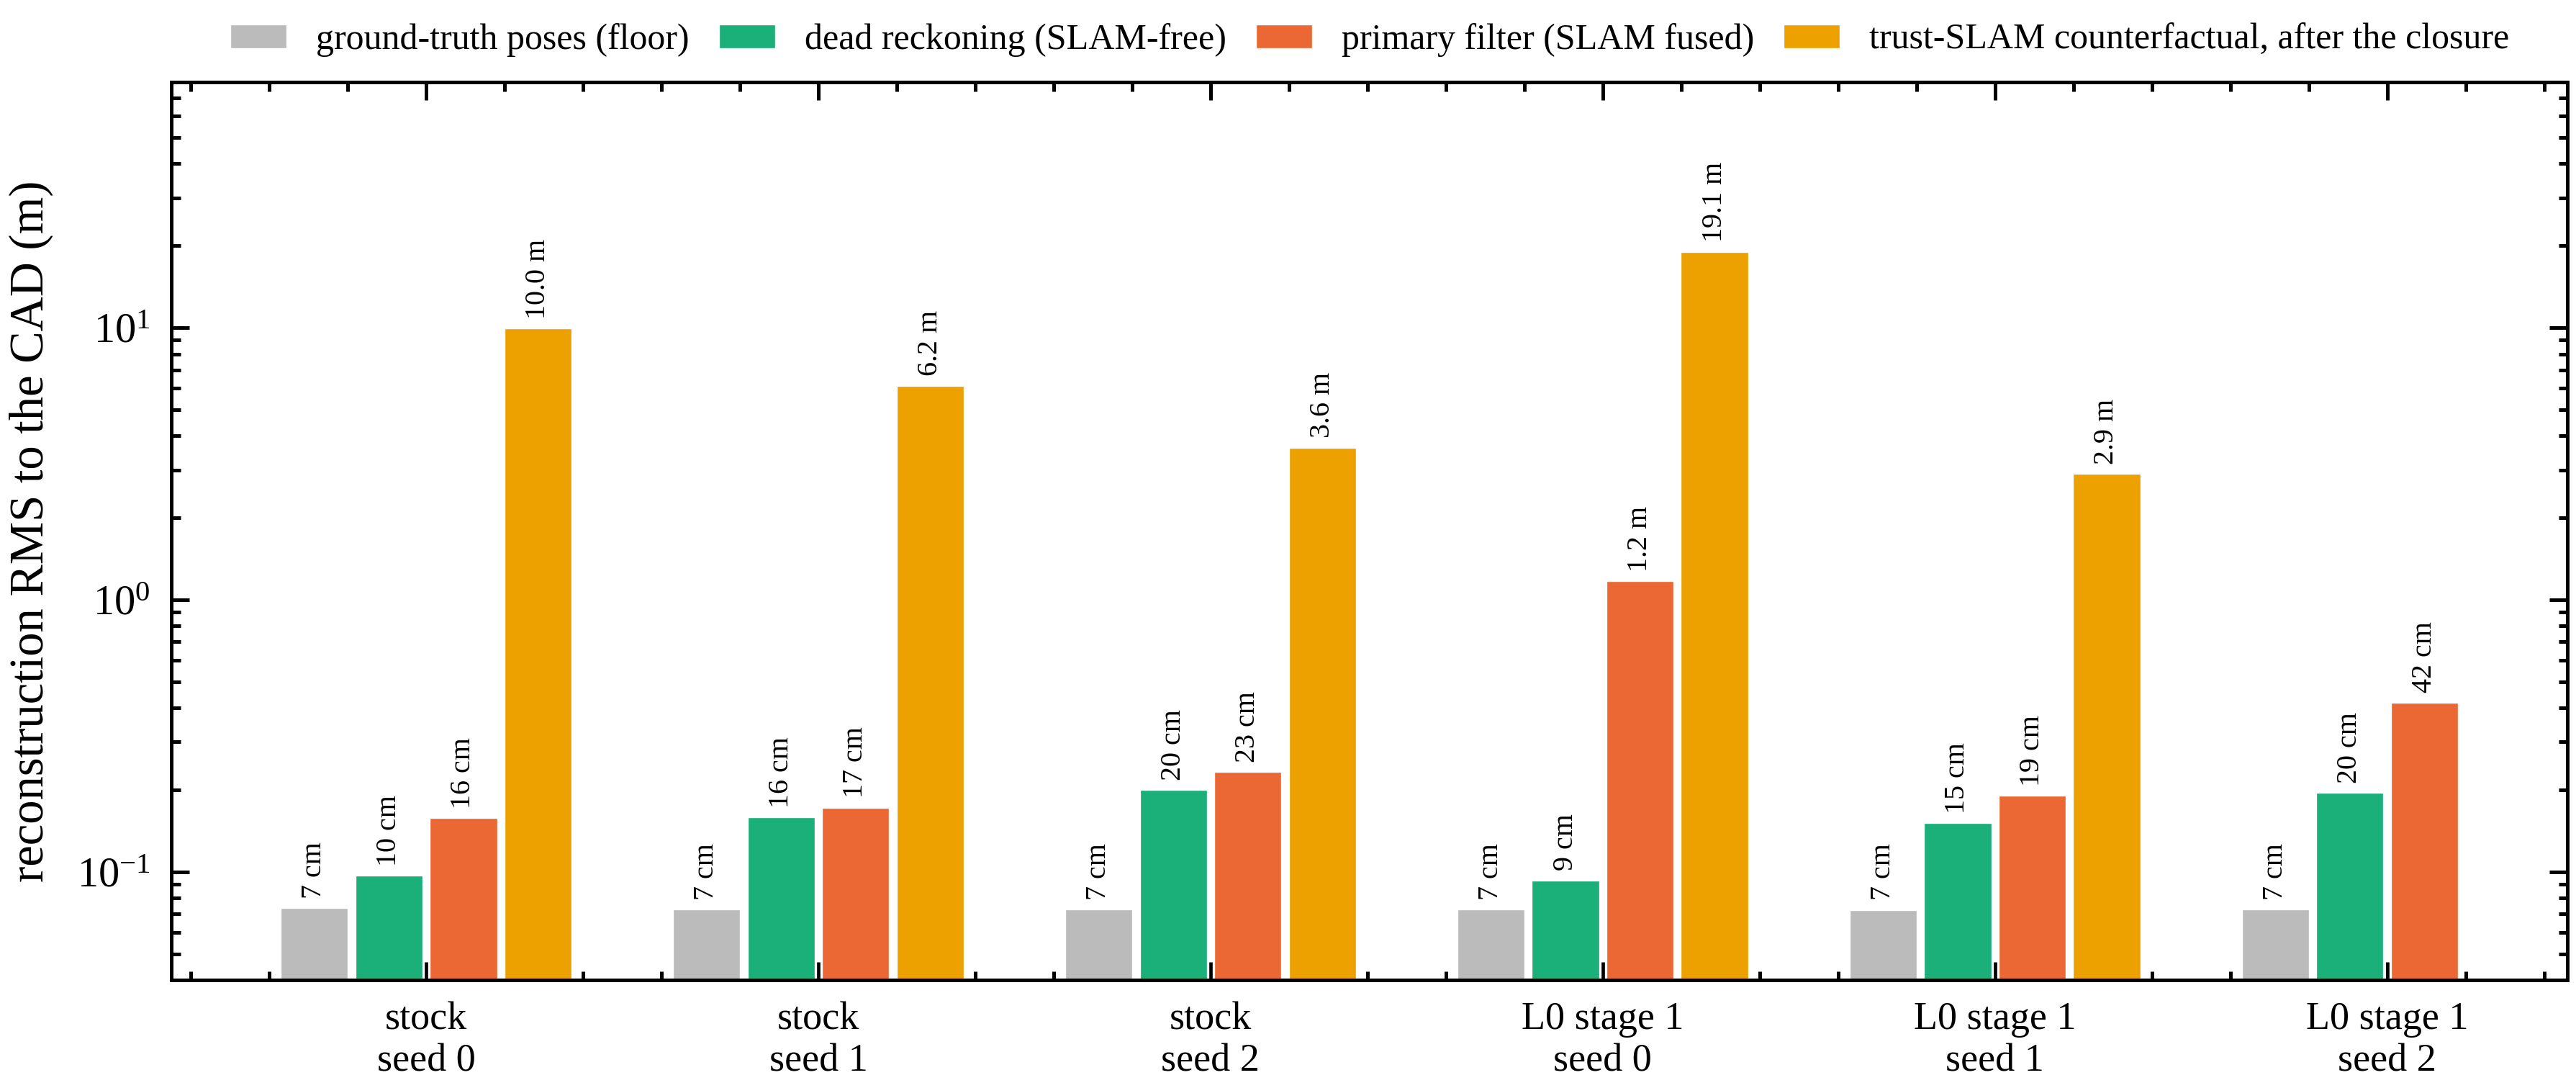 ground-truth poses (floor) dead reckoning (SLAM-free) primary filter (SLAM fused) trust-SLAM counterfactual, after the closure
reconstruction RMS to the CAD (m)
10¹
10⁰
10⁻¹
7 cm
10 cm
16 cm
10.0 m
7 cm
16 cm
17 cm
6.2 m
7 cm
20 cm
23 cm
3.6 m
7 cm
9 cm
1.2 m
19.1 m
7 cm
15 cm
19 cm
2.9 m
7 cm
20 cm
42 cm
stock
seed 0
stock
seed 1
stock
seed 2
L0 stage 1
seed 0
L0 stage 1
seed 1
L0 stage 1
seed 2